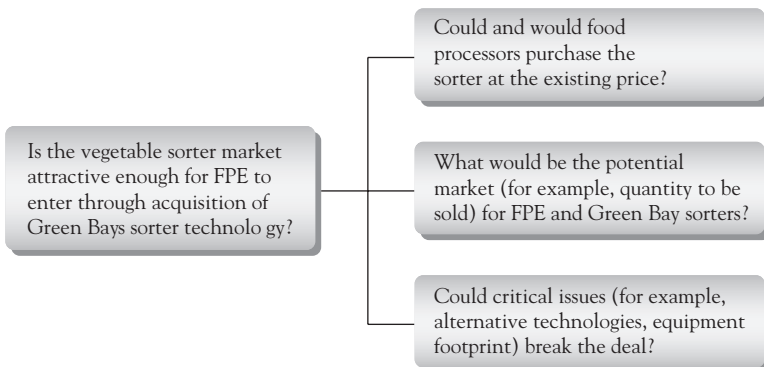 Is the vegetable sorter market
attractive enough for FPE to
enter through acquisition of
Green Bays sorter technolo gy?
Could and would food
processors purchase the
sorter at the existing price?
What would be the potential
market (for example, quantity to be
sold) for FPE and Green Bay sorters?
Could critical issues (for example,
alternative technologies, equipment
footprint) break the deal?